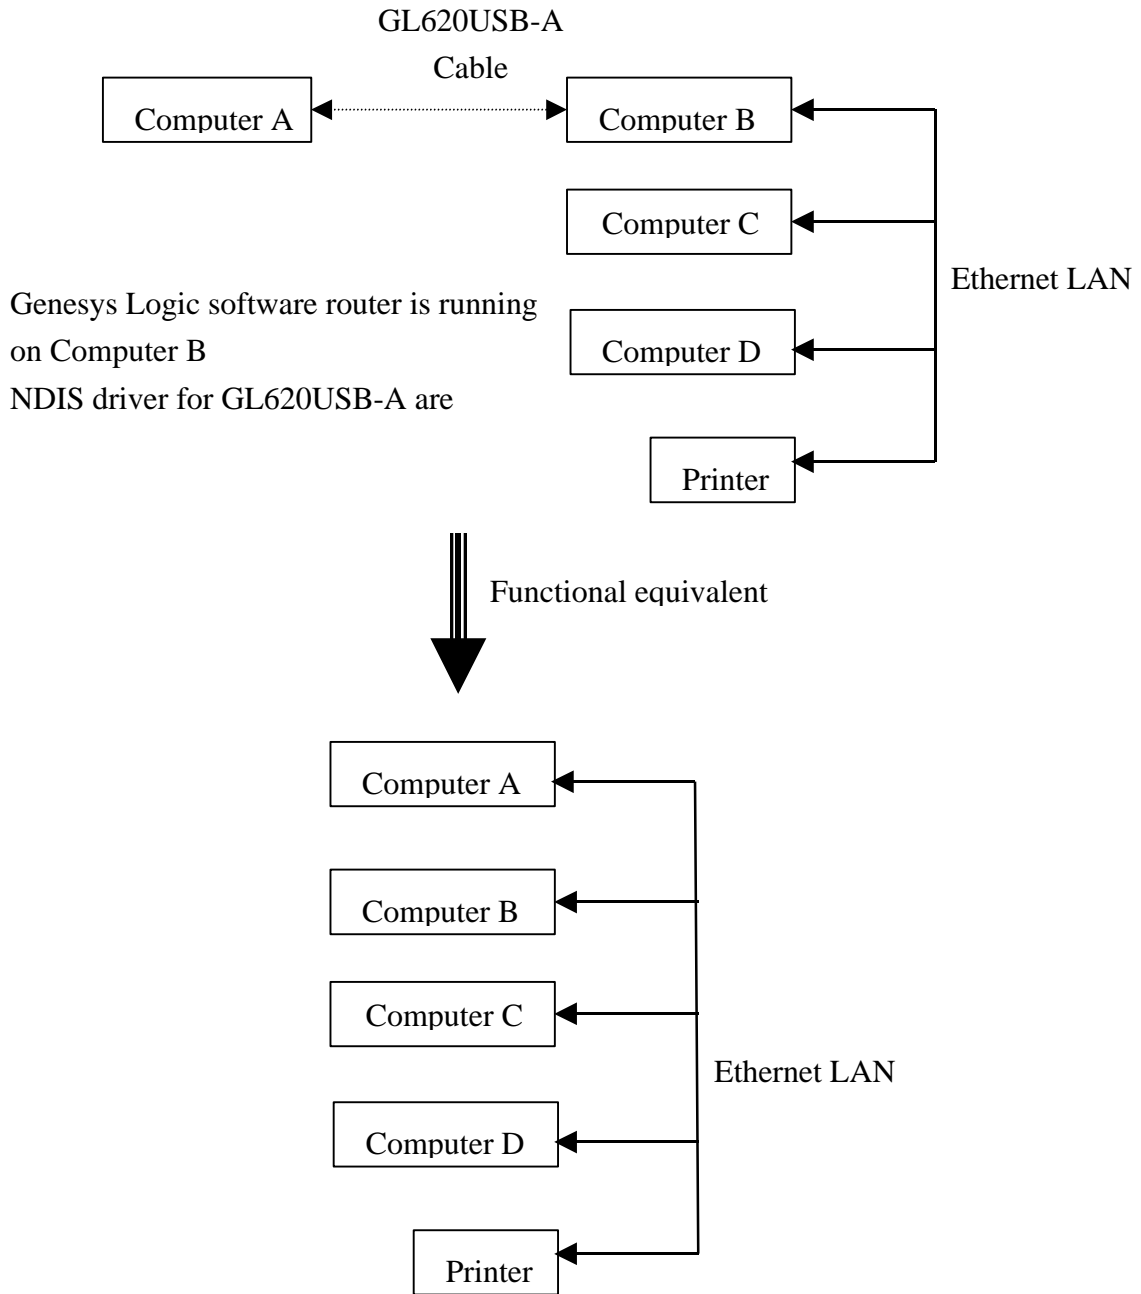 GL620USB-A
Cable
Computer A
Computer B
Computer C
Ethernet LAN
Genesys Logic software router is running
on Computer B
Computer D
NDIS driver for GL620USB-A are
Printer
Functional equivalent
Computer A
Computer B
Computer C
Ethernet LAN
Computer D
Printer